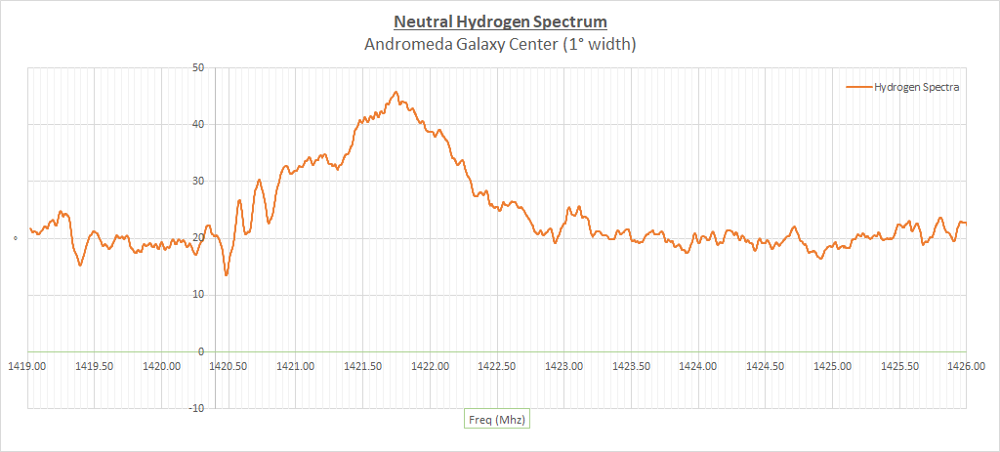 Neutral Hydrogen Spectrum
Andromeda Galaxy Center (1° width)
50
Hydrogen Spectra
40
30
20
°
10
0
1419.00 1419.50 1420.00 1420.50 1421.00 1421.50 1422.00 1422.50 1423.00 1423.50 1424.00 1424.50 1425.00 1425.50 1426.00
-10
Freq (Mhz)